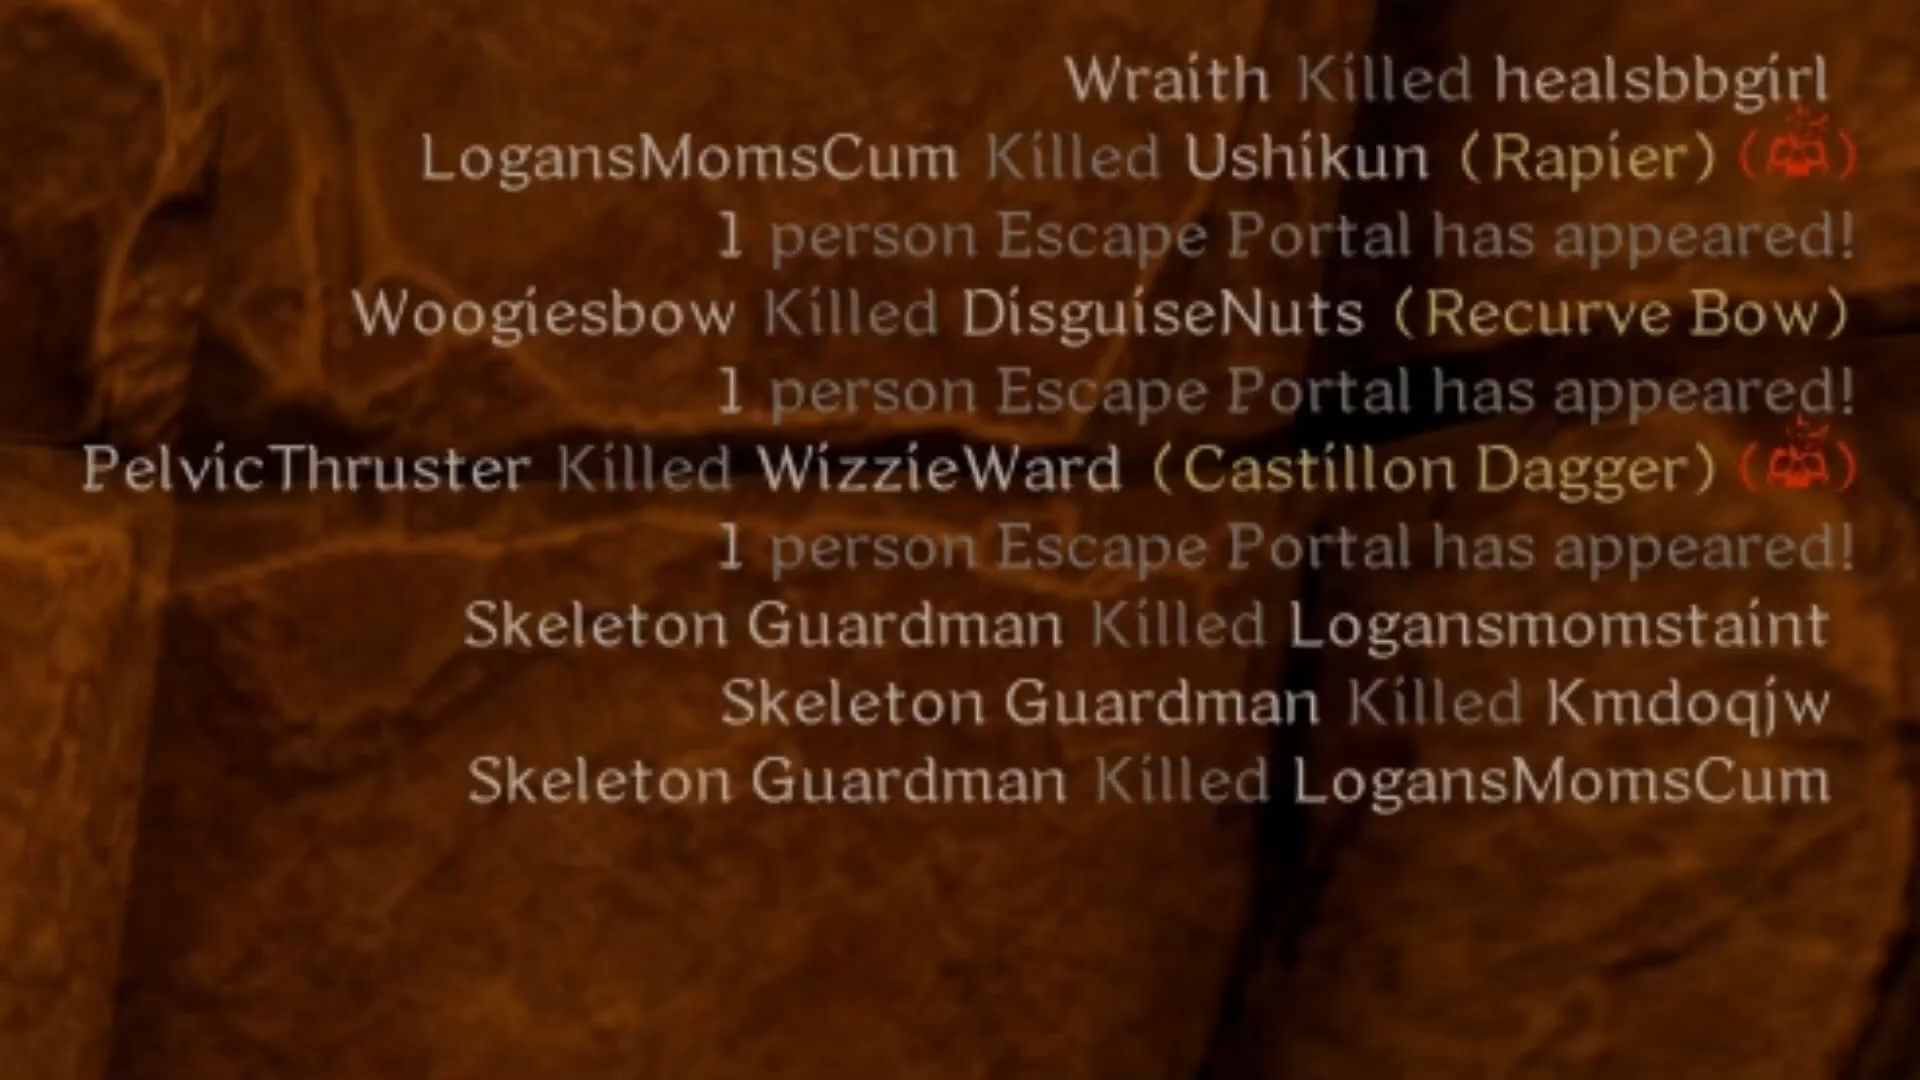 Wraith Killed healsbbgirl
LogansMomsCum Killed Ushikun (Rapier)
1 person Escape Portal has appeared!
Woogiesbow Killed DisguiseNuts (Recurve Bow)
1 person Escape Portal has appeared!
PelvicThruster Killed WizzieWard (Castillon Dagger)
1 person Escape Portal has appeared!
Skeleton Guardman Killed Logansmomstaint
Skeleton Guardman Killed Kmdoqjw
Skeleton Guardman Killed LogansMomsCum